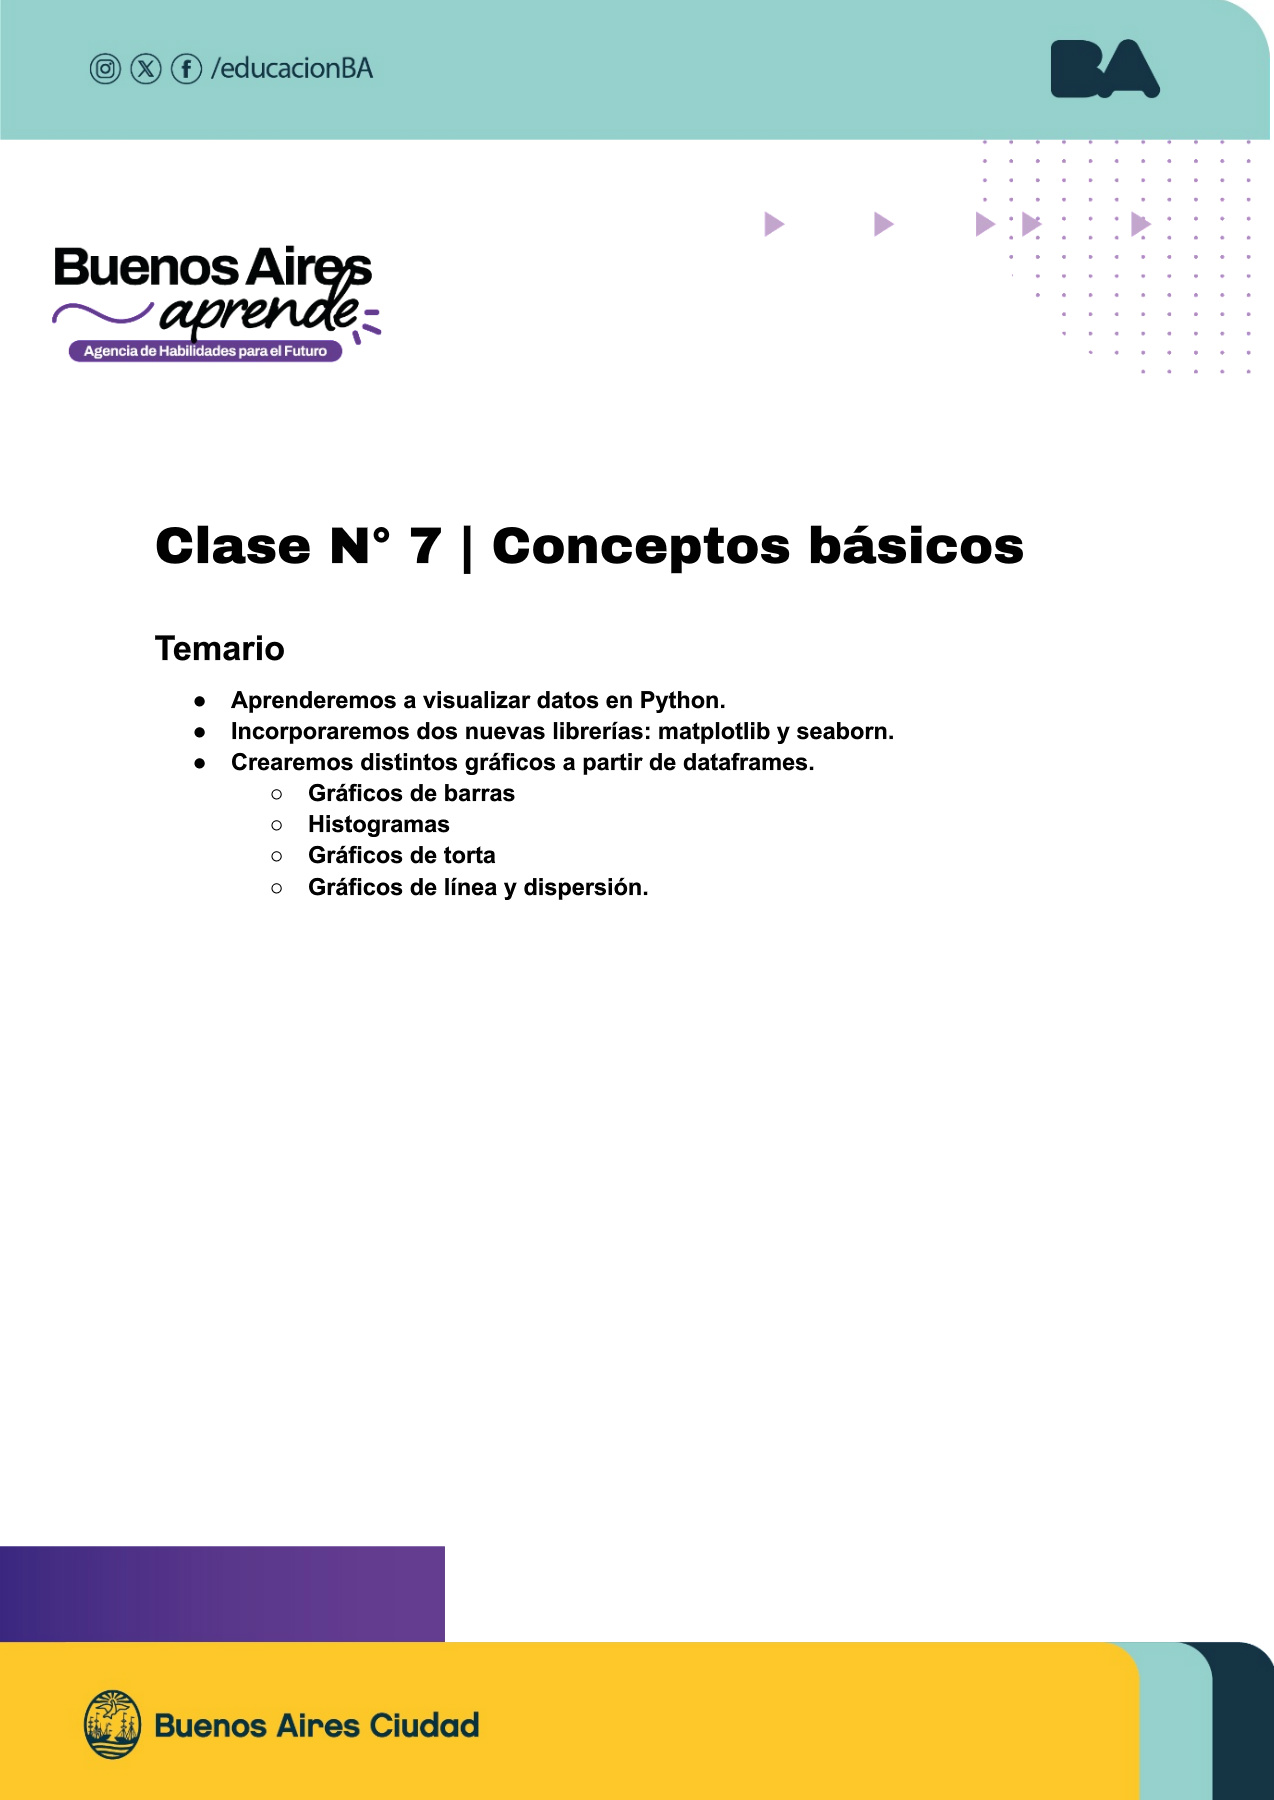 /educacionBA
BA
Buenos Aires
aprende
Agencia de Habilidades para el Futuro
Clase N° 7 | Conceptos básicos
Temario
● Aprenderemos a visualizar datos en Python.
● Incorporaremos dos nuevas librerías: matplotlib y seaborn.
● Crearemos distintos gráficos a partir de dataframes.
○ Gráficos de barras
○ Histogramas
○ Gráficos de torta
○ Gráficos de línea y dispersión.
Buenos Aires Ciudad